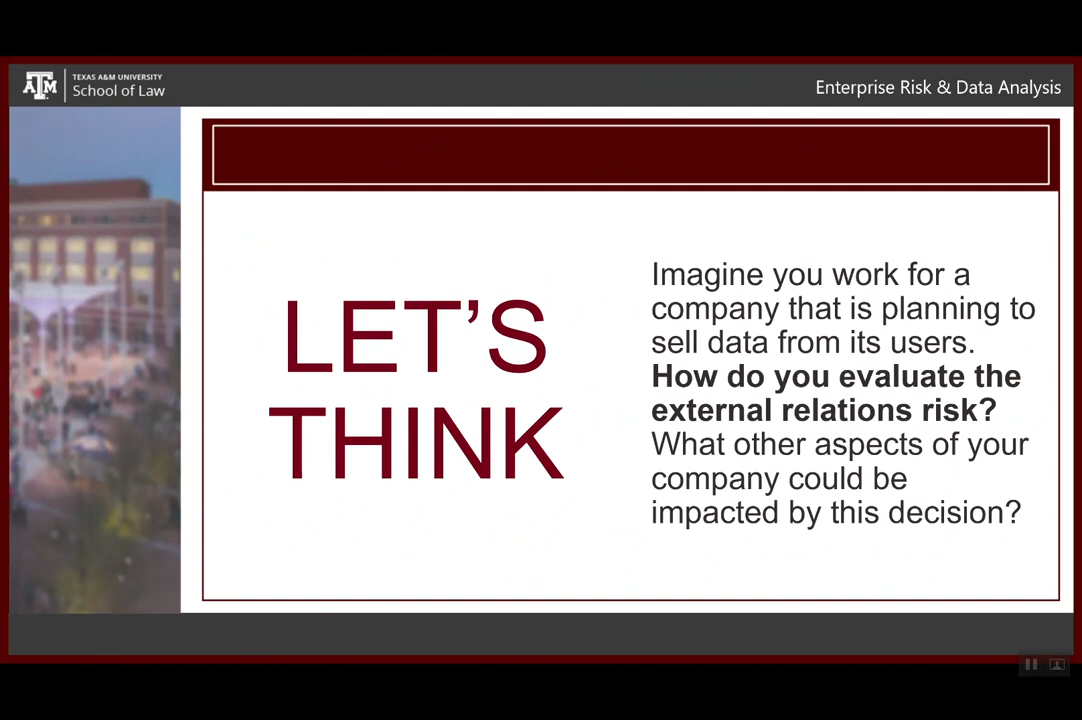 TEXAS A&M UNIVERSITY
School of Law
Enterprise Risk & Data Analysis
LET’S
THINK
Imagine you work for a
company that is planning to
sell data from its users.
How do you evaluate the
external relations risk?
What other aspects of your
company could be
impacted by this decision?